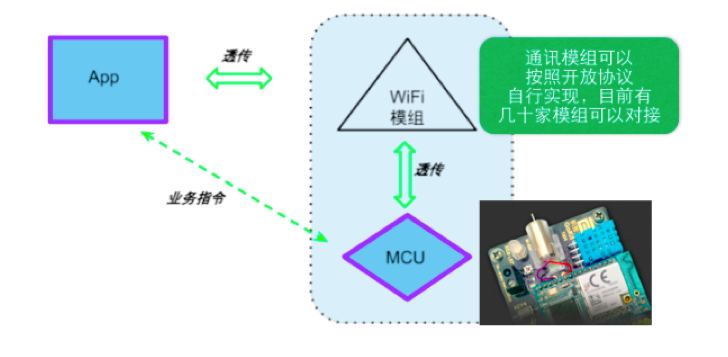 透传
App
通讯模组可以
按照开放协议
自行实现，目前有
几十家模组可以对接
WiFi
模组
透传
业务指令
MCU
CE